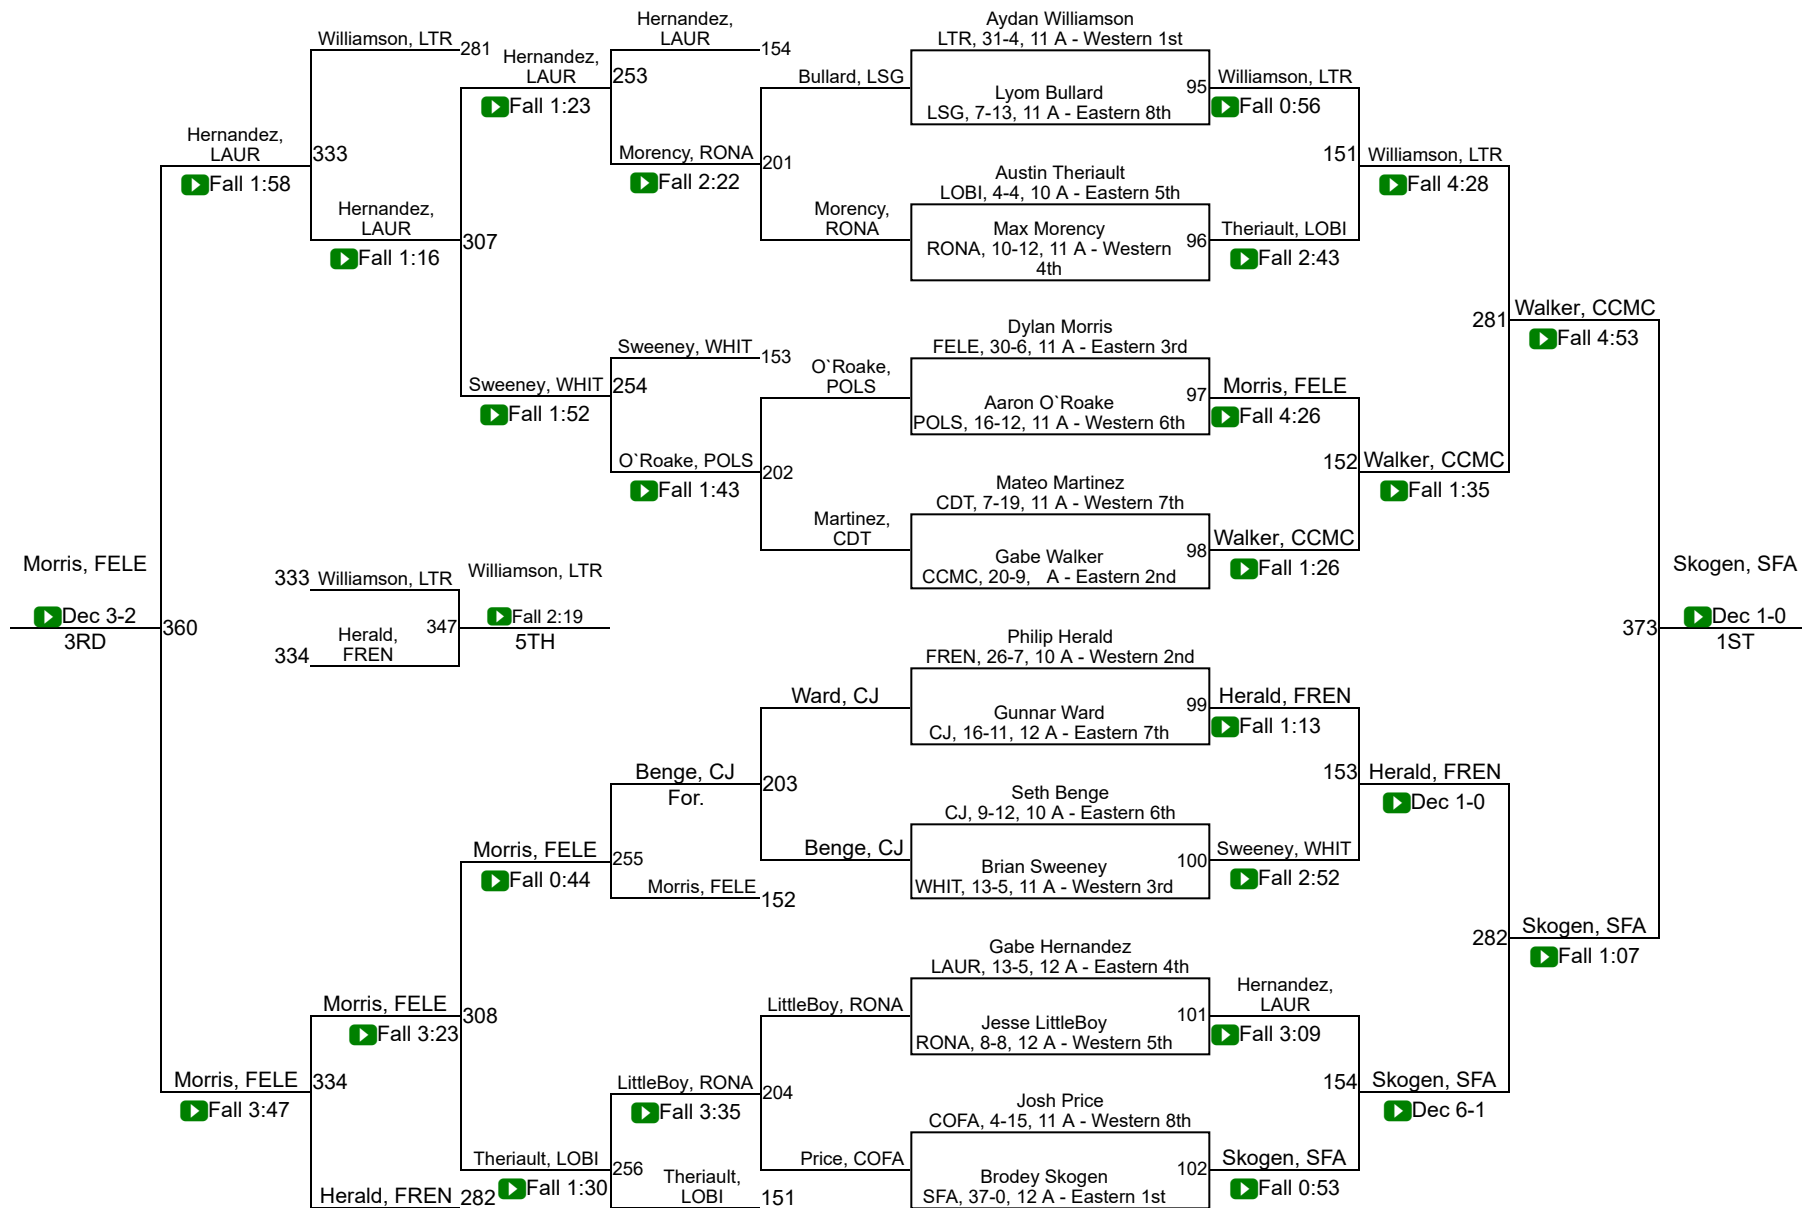 Hernandez,
LAUR
154
Aydan Williamson
LTR, 31-4, 11 A - Western 1st
Williamson, LTR
281
Hernandez,
LAUR
253
Bullard, LSG
Lyom Bullard
LSG, 7-13, 11 A - Eastern 8th
95
Williamson, LTR
Fall 0:56
Fall 1:23
Hernandez,
LAUR
333
Fall 1:58
Morency, RONA
201
Fall 2:22
Austin Theriault
LOBI, 4-4, 10 A - Eastern 5th
151
Williamson, LTR
Fall 4:28
Hernandez,
LAUR
307
Fall 1:16
Morency,
RONA
Max Morency
RONA, 10-12, 11 A - Western
4th
96
Theriault, LOBI
Fall 2:43
281
Walker, CCMC
Fall 4:53
Sweeney, WHIT
153
Dylan Morris
FELE, 30-6, 11 A - Eastern 3rd
Sweeney, WHIT
254
Fall 1:52
O`Roake,
POLS
Aaron O`Roake
POLS, 16-12, 11 A - Western 6th
97
Morris, FELE
Fall 4:26
O`Roake, POLS
202
Fall 1:43
Mateo Martinez
CDT, 7-19, 11 A - Western 7th
152
Walker, CCMC
Fall 1:35
Martinez,
CDT
Gabe Walker
CCMC, 20-9, A - Eastern 2nd
98
Walker, CCMC
Fall 1:26
Morris, FELE
Dec 3-2
3RD
360
333
Williamson, LTR
334
Herald,
FREN
347
Williamson, LTR
Fall 2:19
5TH
373
Skogen, SFA
Dec 1-0
1ST
Philip Herald
FREN, 26-7, 10 A - Western 2nd
Ward, CJ
Gunnar Ward
CJ, 16-11, 12 A - Eastern 7th
99
Herald, FREN
Fall 1:13
Benge, CJ
For.
203
Seth Benge
CJ, 9-12, 10 A - Eastern 6th
153
Herald, FREN
Dec 1-0
Morris, FELE
255
Fall 0:44
Morris, FELE
152
Benge, CJ
Brian Sweeney
WHIT, 13-5, 11 A - Western 3rd
100
Sweeney, WHIT
Fall 2:52
282
Skogen, SFA
Fall 1:07
Gabe Hernandez
LAUR, 13-5, 12 A - Eastern 4th
Morris, FELE
308
Fall 3:23
LittleBoy, RONA
Jesse LittleBoy
RONA, 8-8, 12 A - Western 5th
101
Hernandez,
LAUR
Fall 3:09
Morris, FELE
334
Fall 3:47
LittleBoy, RONA
204
Fall 3:35
Josh Price
COFA, 4-15, 11 A - Western 8th
154
Skogen, SFA
Dec 6-1
Theriault, LOBI
256
Fall 1:30
Theriault,
LOBI
151
Price, COFA
Brodey Skogen
SFA, 37-0, 12 A - Eastern 1st
102
Skogen, SFA
Fall 0:53
Herald, FREN
282